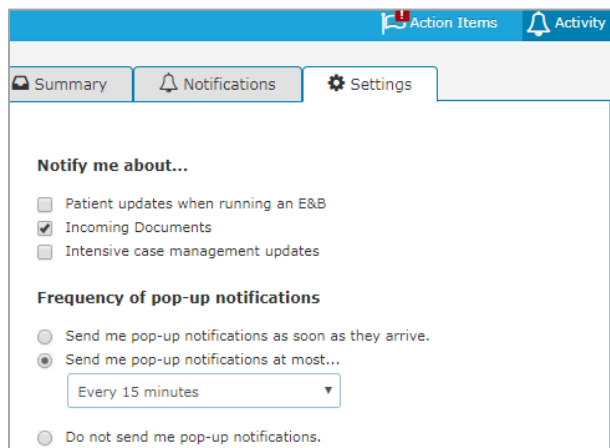 Action Items Activity
Summary Notifications Settings
Notify me about...
Patient updates when running an E&B
Incoming Documents
Intensive case management updates
Frequency of pop-up notifications
Send me pop-up notifications as soon as they arrive.
Send me pop-up notifications at most...
Every 15 minutes
Do not send me pop-up notifications.